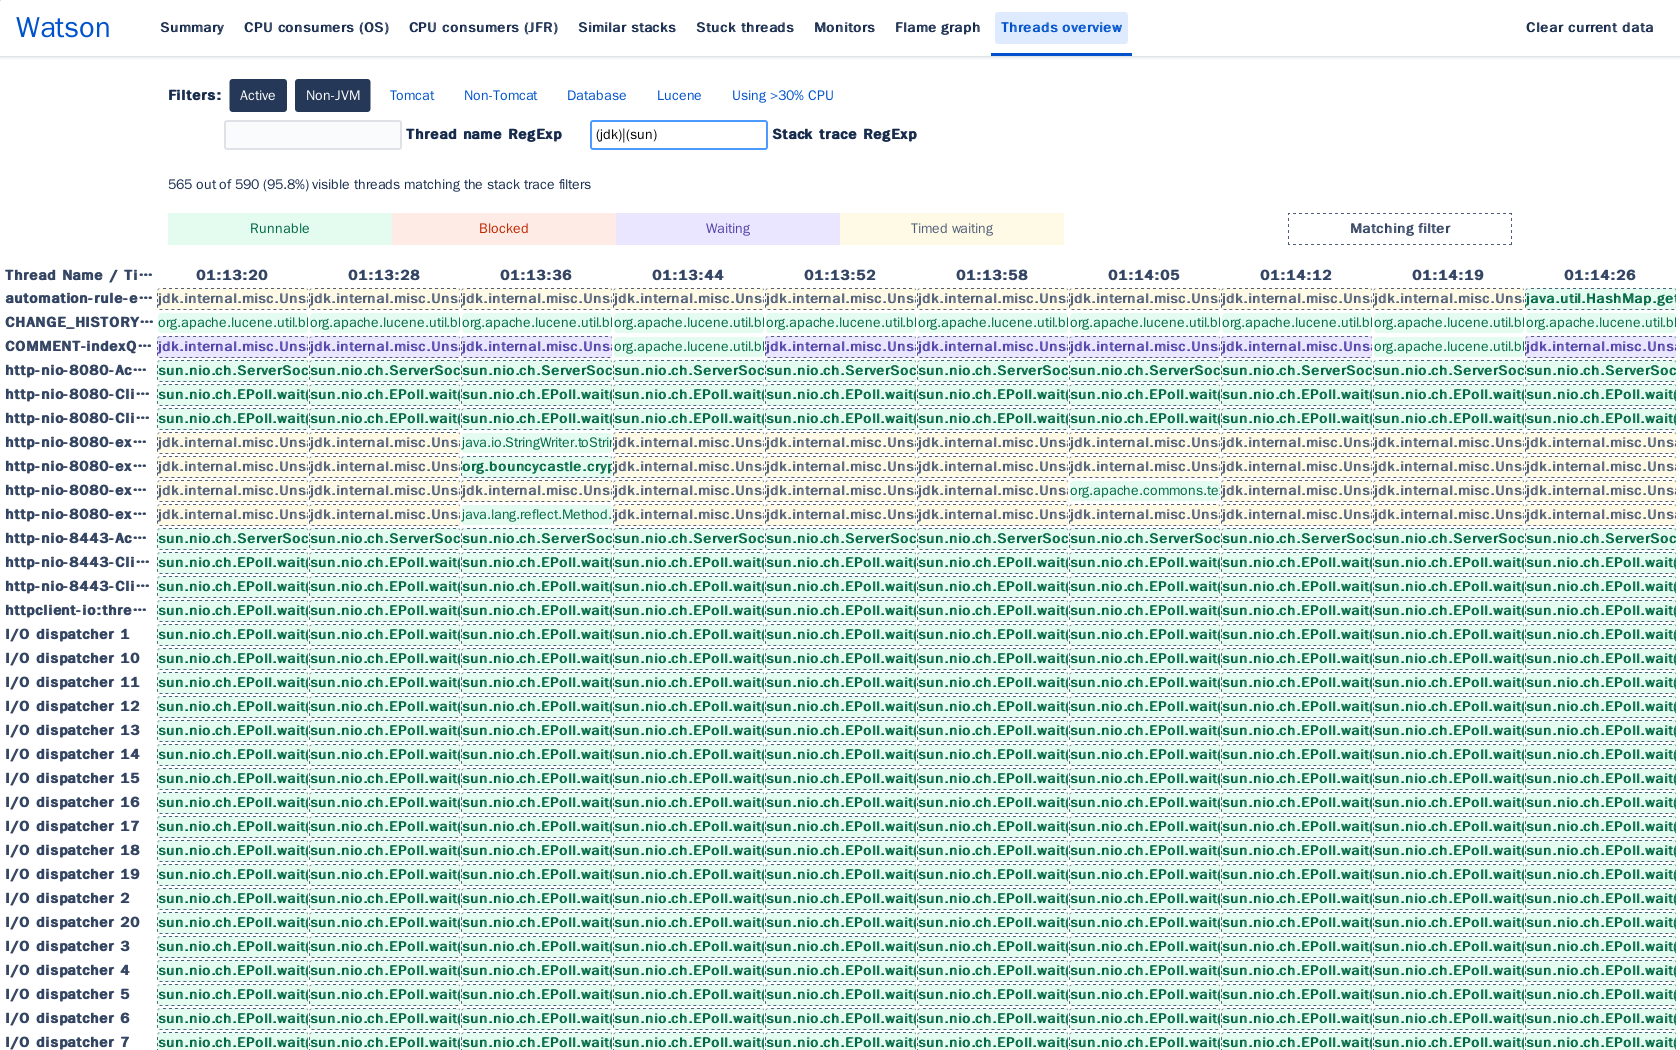 Watson Summary CPU consumers (OS) CPU consumers (JFR) Similar stacks Stuck threads Monitors Flame graph Threads overview Clear current data
Filters: Active Non-JVM Tomcat Non-Tomcat Database Lucene Using >30% CPU
Thread name RegExp (jdk)|(sun) Stack trace RegExp
565 out of 590 (95.8%) visible threads matching the stack trace filters
Runnable Blocked Waiting Timed waiting Matching filter
Thread Name / Ti… 01:13:20 01:13:28 01:13:36 01:13:44 01:13:52 01:13:58 01:14:05 01:14:12 01:14:19 01:14:26
automation-rule-e… jdk.internal.misc.Uns jdk.internal.misc.Uns jdk.internal.misc.Uns jdk.internal.misc.Uns jdk.internal.misc.Uns jdk.internal.misc.Uns jdk.internal.misc.Uns jdk.internal.misc.Uns jdk.internal.misc.Uns java.util.HashMap.get
CHANGE_HISTORY… org.apache.lucene.util.bl org.apache.lucene.util.bl org.apache.lucene.util.bl org.apache.lucene.util.bl org.apache.lucene.util.bl org.apache.lucene.util.bl org.apache.lucene.util.bl org.apache.lucene.util.bl org.apache.lucene.util.bl org.apache.lucene.util.bl
COMMENT-indexQ… jdk.internal.misc.Uns jdk.internal.misc.Uns jdk.internal.misc.Uns org.apache.lucene.util.bl jdk.internal.misc.Uns jdk.internal.misc.Uns jdk.internal.misc.Uns jdk.internal.misc.Uns org.apache.lucene.util.bl jdk.internal.misc.Uns
http-nio-8080-Ac… sun.nio.ch.ServerSoc sun.nio.ch.ServerSoc sun.nio.ch.ServerSoc sun.nio.ch.ServerSoc sun.nio.ch.ServerSoc sun.nio.ch.ServerSoc sun.nio.ch.ServerSoc sun.nio.ch.ServerSoc sun.nio.ch.ServerSoc sun.nio.ch.ServerSoc
http-nio-8080-Cli… sun.nio.ch.EPoll.wait( sun.nio.ch.EPoll.wait( sun.nio.ch.EPoll.wait( sun.nio.ch.EPoll.wait( sun.nio.ch.EPoll.wait( sun.nio.ch.EPoll.wait( sun.nio.ch.EPoll.wait( sun.nio.ch.EPoll.wait( sun.nio.ch.EPoll.wait( sun.nio.ch.EPoll.wait(
http-nio-8080-Cli… sun.nio.ch.EPoll.wait( sun.nio.ch.EPoll.wait( sun.nio.ch.EPoll.wait( sun.nio.ch.EPoll.wait( sun.nio.ch.EPoll.wait( sun.nio.ch.EPoll.wait( sun.nio.ch.EPoll.wait( sun.nio.ch.EPoll.wait( sun.nio.ch.EPoll.wait( sun.nio.ch.EPoll.wait(
http-nio-8080-ex… jdk.internal.misc.Uns jdk.internal.misc.Uns java.io.StringWriter.toStri jdk.internal.misc.Uns jdk.internal.misc.Uns jdk.internal.misc.Uns jdk.internal.misc.Uns jdk.internal.misc.Uns jdk.internal.misc.Uns jdk.internal.misc.Uns
http-nio-8080-ex… jdk.internal.misc.Uns jdk.internal.misc.Uns org.bouncycastle.cryp jdk.internal.misc.Uns jdk.internal.misc.Uns jdk.internal.misc.Uns jdk.internal.misc.Uns jdk.internal.misc.Uns jdk.internal.misc.Uns jdk.internal.misc.Uns
http-nio-8080-ex… jdk.internal.misc.Uns jdk.internal.misc.Uns jdk.internal.misc.Uns jdk.internal.misc.Uns jdk.internal.misc.Uns jdk.internal.misc.Uns org.apache.commons.te jdk.internal.misc.Uns jdk.internal.misc.Uns jdk.internal.misc.Uns
http-nio-8080-ex… jdk.internal.misc.Uns jdk.internal.misc.Uns java.lang.reflect.Method. jdk.internal.misc.Uns jdk.internal.misc.Uns jdk.internal.misc.Uns jdk.internal.misc.Uns jdk.internal.misc.Uns jdk.internal.misc.Uns jdk.internal.misc.Uns
http-nio-8443-Ac… sun.nio.ch.ServerSoc sun.nio.ch.ServerSoc sun.nio.ch.ServerSoc sun.nio.ch.ServerSoc sun.nio.ch.ServerSoc sun.nio.ch.ServerSoc sun.nio.ch.ServerSoc sun.nio.ch.ServerSoc sun.nio.ch.ServerSoc sun.nio.ch.ServerSoc
http-nio-8443-Cli… sun.nio.ch.EPoll.wait( sun.nio.ch.EPoll.wait( sun.nio.ch.EPoll.wait( sun.nio.ch.EPoll.wait( sun.nio.ch.EPoll.wait( sun.nio.ch.EPoll.wait( sun.nio.ch.EPoll.wait( sun.nio.ch.EPoll.wait( sun.nio.ch.EPoll.wait( sun.nio.ch.EPoll.wait(
http-nio-8443-Cli… sun.nio.ch.EPoll.wait( sun.nio.ch.EPoll.wait( sun.nio.ch.EPoll.wait( sun.nio.ch.EPoll.wait( sun.nio.ch.EPoll.wait( sun.nio.ch.EPoll.wait( sun.nio.ch.EPoll.wait( sun.nio.ch.EPoll.wait( sun.nio.ch.EPoll.wait( sun.nio.ch.EPoll.wait(
httpclient-io:thre… sun.nio.ch.EPoll.wait( sun.nio.ch.EPoll.wait( sun.nio.ch.EPoll.wait( sun.nio.ch.EPoll.wait( sun.nio.ch.EPoll.wait( sun.nio.ch.EPoll.wait( sun.nio.ch.EPoll.wait( sun.nio.ch.EPoll.wait( sun.nio.ch.EPoll.wait( sun.nio.ch.EPoll.wait(
I/O dispatcher 1 sun.nio.ch.EPoll.wait( sun.nio.ch.EPoll.wait( sun.nio.ch.EPoll.wait( sun.nio.ch.EPoll.wait( sun.nio.ch.EPoll.wait( sun.nio.ch.EPoll.wait( sun.nio.ch.EPoll.wait( sun.nio.ch.EPoll.wait( sun.nio.ch.EPoll.wait( sun.nio.ch.EPoll.wait(
I/O dispatcher 10 sun.nio.ch.EPoll.wait( sun.nio.ch.EPoll.wait( sun.nio.ch.EPoll.wait( sun.nio.ch.EPoll.wait( sun.nio.ch.EPoll.wait( sun.nio.ch.EPoll.wait( sun.nio.ch.EPoll.wait( sun.nio.ch.EPoll.wait( sun.nio.ch.EPoll.wait( sun.nio.ch.EPoll.wait(
I/O dispatcher 11 sun.nio.ch.EPoll.wait( sun.nio.ch.EPoll.wait( sun.nio.ch.EPoll.wait( sun.nio.ch.EPoll.wait( sun.nio.ch.EPoll.wait( sun.nio.ch.EPoll.wait( sun.nio.ch.EPoll.wait( sun.nio.ch.EPoll.wait( sun.nio.ch.EPoll.wait( sun.nio.ch.EPoll.wait(
I/O dispatcher 12 sun.nio.ch.EPoll.wait( sun.nio.ch.EPoll.wait( sun.nio.ch.EPoll.wait( sun.nio.ch.EPoll.wait( sun.nio.ch.EPoll.wait( sun.nio.ch.EPoll.wait( sun.nio.ch.EPoll.wait( sun.nio.ch.EPoll.wait( sun.nio.ch.EPoll.wait( sun.nio.ch.EPoll.wait(
I/O dispatcher 13 sun.nio.ch.EPoll.wait( sun.nio.ch.EPoll.wait( sun.nio.ch.EPoll.wait( sun.nio.ch.EPoll.wait( sun.nio.ch.EPoll.wait( sun.nio.ch.EPoll.wait( sun.nio.ch.EPoll.wait( sun.nio.ch.EPoll.wait( sun.nio.ch.EPoll.wait( sun.nio.ch.EPoll.wait(
I/O dispatcher 14 sun.nio.ch.EPoll.wait( sun.nio.ch.EPoll.wait( sun.nio.ch.EPoll.wait( sun.nio.ch.EPoll.wait( sun.nio.ch.EPoll.wait( sun.nio.ch.EPoll.wait( sun.nio.ch.EPoll.wait( sun.nio.ch.EPoll.wait( sun.nio.ch.EPoll.wait( sun.nio.ch.EPoll.wait(
I/O dispatcher 15 sun.nio.ch.EPoll.wait( sun.nio.ch.EPoll.wait( sun.nio.ch.EPoll.wait( sun.nio.ch.EPoll.wait( sun.nio.ch.EPoll.wait( sun.nio.ch.EPoll.wait( sun.nio.ch.EPoll.wait( sun.nio.ch.EPoll.wait( sun.nio.ch.EPoll.wait( sun.nio.ch.EPoll.wait(
I/O dispatcher 16 sun.nio.ch.EPoll.wait( sun.nio.ch.EPoll.wait( sun.nio.ch.EPoll.wait( sun.nio.ch.EPoll.wait( sun.nio.ch.EPoll.wait( sun.nio.ch.EPoll.wait( sun.nio.ch.EPoll.wait( sun.nio.ch.EPoll.wait( sun.nio.ch.EPoll.wait( sun.nio.ch.EPoll.wait(
I/O dispatcher 17 sun.nio.ch.EPoll.wait( sun.nio.ch.EPoll.wait( sun.nio.ch.EPoll.wait( sun.nio.ch.EPoll.wait( sun.nio.ch.EPoll.wait( sun.nio.ch.EPoll.wait( sun.nio.ch.EPoll.wait( sun.nio.ch.EPoll.wait( sun.nio.ch.EPoll.wait( sun.nio.ch.EPoll.wait(
I/O dispatcher 18 sun.nio.ch.EPoll.wait( sun.nio.ch.EPoll.wait( sun.nio.ch.EPoll.wait( sun.nio.ch.EPoll.wait( sun.nio.ch.EPoll.wait( sun.nio.ch.EPoll.wait( sun.nio.ch.EPoll.wait( sun.nio.ch.EPoll.wait( sun.nio.ch.EPoll.wait( sun.nio.ch.EPoll.wait(
I/O dispatcher 19 sun.nio.ch.EPoll.wait( sun.nio.ch.EPoll.wait( sun.nio.ch.EPoll.wait( sun.nio.ch.EPoll.wait( sun.nio.ch.EPoll.wait( sun.nio.ch.EPoll.wait( sun.nio.ch.EPoll.wait( sun.nio.ch.EPoll.wait( sun.nio.ch.EPoll.wait( sun.nio.ch.EPoll.wait(
I/O dispatcher 2 sun.nio.ch.EPoll.wait( sun.nio.ch.EPoll.wait( sun.nio.ch.EPoll.wait( sun.nio.ch.EPoll.wait( sun.nio.ch.EPoll.wait( sun.nio.ch.EPoll.wait( sun.nio.ch.EPoll.wait( sun.nio.ch.EPoll.wait( sun.nio.ch.EPoll.wait( sun.nio.ch.EPoll.wait(
I/O dispatcher 20 sun.nio.ch.EPoll.wait( sun.nio.ch.EPoll.wait( sun.nio.ch.EPoll.wait( sun.nio.ch.EPoll.wait( sun.nio.ch.EPoll.wait( sun.nio.ch.EPoll.wait( sun.nio.ch.EPoll.wait( sun.nio.ch.EPoll.wait( sun.nio.ch.EPoll.wait( sun.nio.ch.EPoll.wait(
I/O dispatcher 3 sun.nio.ch.EPoll.wait( sun.nio.ch.EPoll.wait( sun.nio.ch.EPoll.wait( sun.nio.ch.EPoll.wait( sun.nio.ch.EPoll.wait( sun.nio.ch.EPoll.wait( sun.nio.ch.EPoll.wait( sun.nio.ch.EPoll.wait( sun.nio.ch.EPoll.wait( sun.nio.ch.EPoll.wait(
I/O dispatcher 4 sun.nio.ch.EPoll.wait( sun.nio.ch.EPoll.wait( sun.nio.ch.EPoll.wait( sun.nio.ch.EPoll.wait( sun.nio.ch.EPoll.wait( sun.nio.ch.EPoll.wait( sun.nio.ch.EPoll.wait( sun.nio.ch.EPoll.wait( sun.nio.ch.EPoll.wait( sun.nio.ch.EPoll.wait(
I/O dispatcher 5 sun.nio.ch.EPoll.wait( sun.nio.ch.EPoll.wait( sun.nio.ch.EPoll.wait( sun.nio.ch.EPoll.wait( sun.nio.ch.EPoll.wait( sun.nio.ch.EPoll.wait( sun.nio.ch.EPoll.wait( sun.nio.ch.EPoll.wait( sun.nio.ch.EPoll.wait( sun.nio.ch.EPoll.wait(
I/O dispatcher 6 sun.nio.ch.EPoll.wait( sun.nio.ch.EPoll.wait( sun.nio.ch.EPoll.wait( sun.nio.ch.EPoll.wait( sun.nio.ch.EPoll.wait( sun.nio.ch.EPoll.wait( sun.nio.ch.EPoll.wait( sun.nio.ch.EPoll.wait( sun.nio.ch.EPoll.wait( sun.nio.ch.EPoll.wait(
I/O dispatcher 7 sun.nio.ch.EPoll.wait( sun.nio.ch.EPoll.wait( sun.nio.ch.EPoll.wait( sun.nio.ch.EPoll.wait( sun.nio.ch.EPoll.wait( sun.nio.ch.EPoll.wait( sun.nio.ch.EPoll.wait( sun.nio.ch.EPoll.wait( sun.nio.ch.EPoll.wait( sun.nio.ch.EPoll.wait(